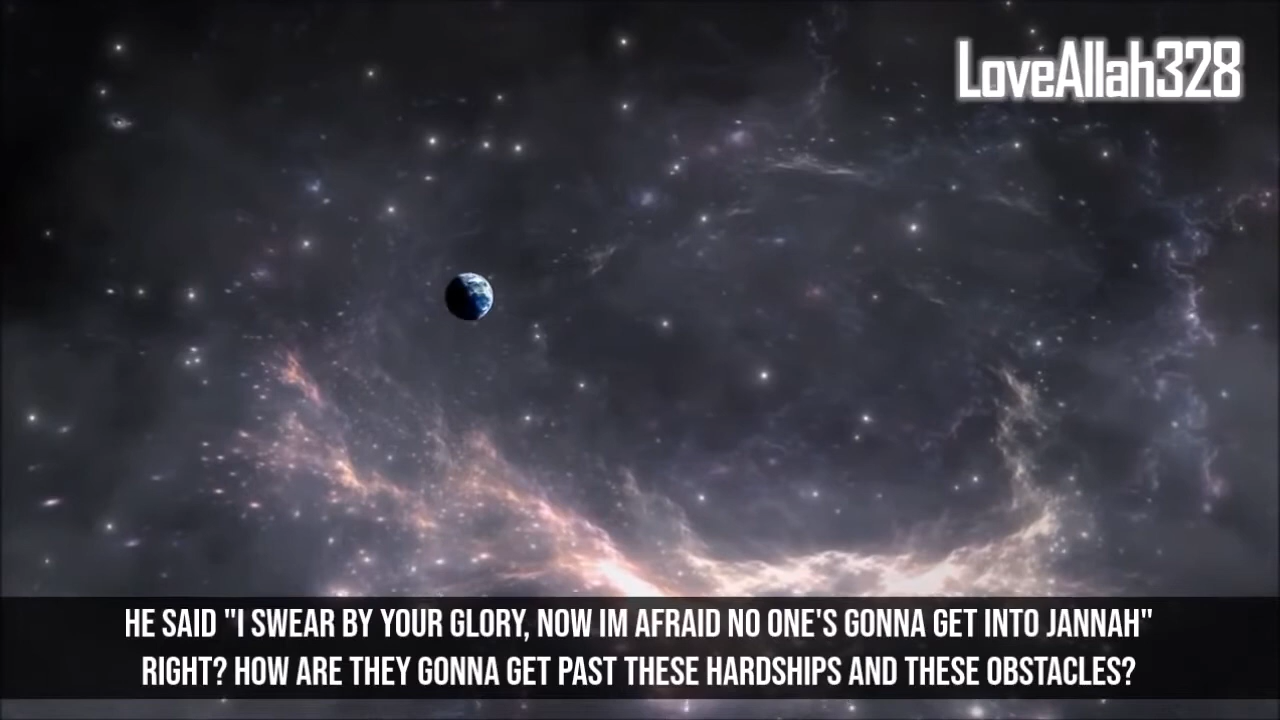 LoveAllah328
HE SAID "I SWEAR BY YOUR GLORY, NOW IM AFRAID NO ONE'S GONNA GET INTO JANNAH"
RIGHT? HOW ARE THEY GONNA GET PAST THESE HARDSHIPS AND THESE OBSTACLES?